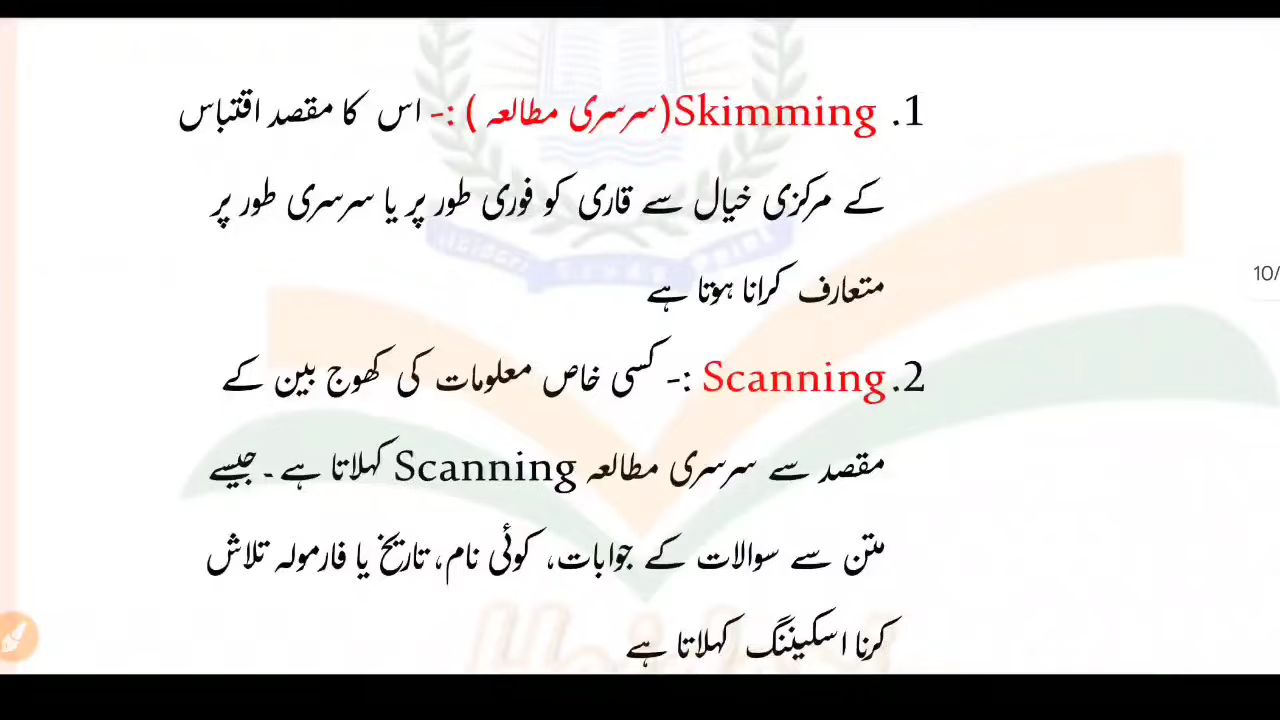 1. Skimming(سرسری مطالعہ ) :- اس کا مقصد اقتباس
کے مرکزی خیال سے قاری کو فوری طور پر یا سرسری طور پر
متعارف کرانا ہوتا ہے
2. Scanning :- کسی خاص معلومات کی کھوج بین کے
مقصد سے سرسری مطالعہ Scanning کہلاتا ہے ۔ جیسے
متن سے سوالات کے جوابات، کوئی نام، تاریخ یا فارمولہ تلاش
کرنا اسکیننگ کہلاتا ہے
10/